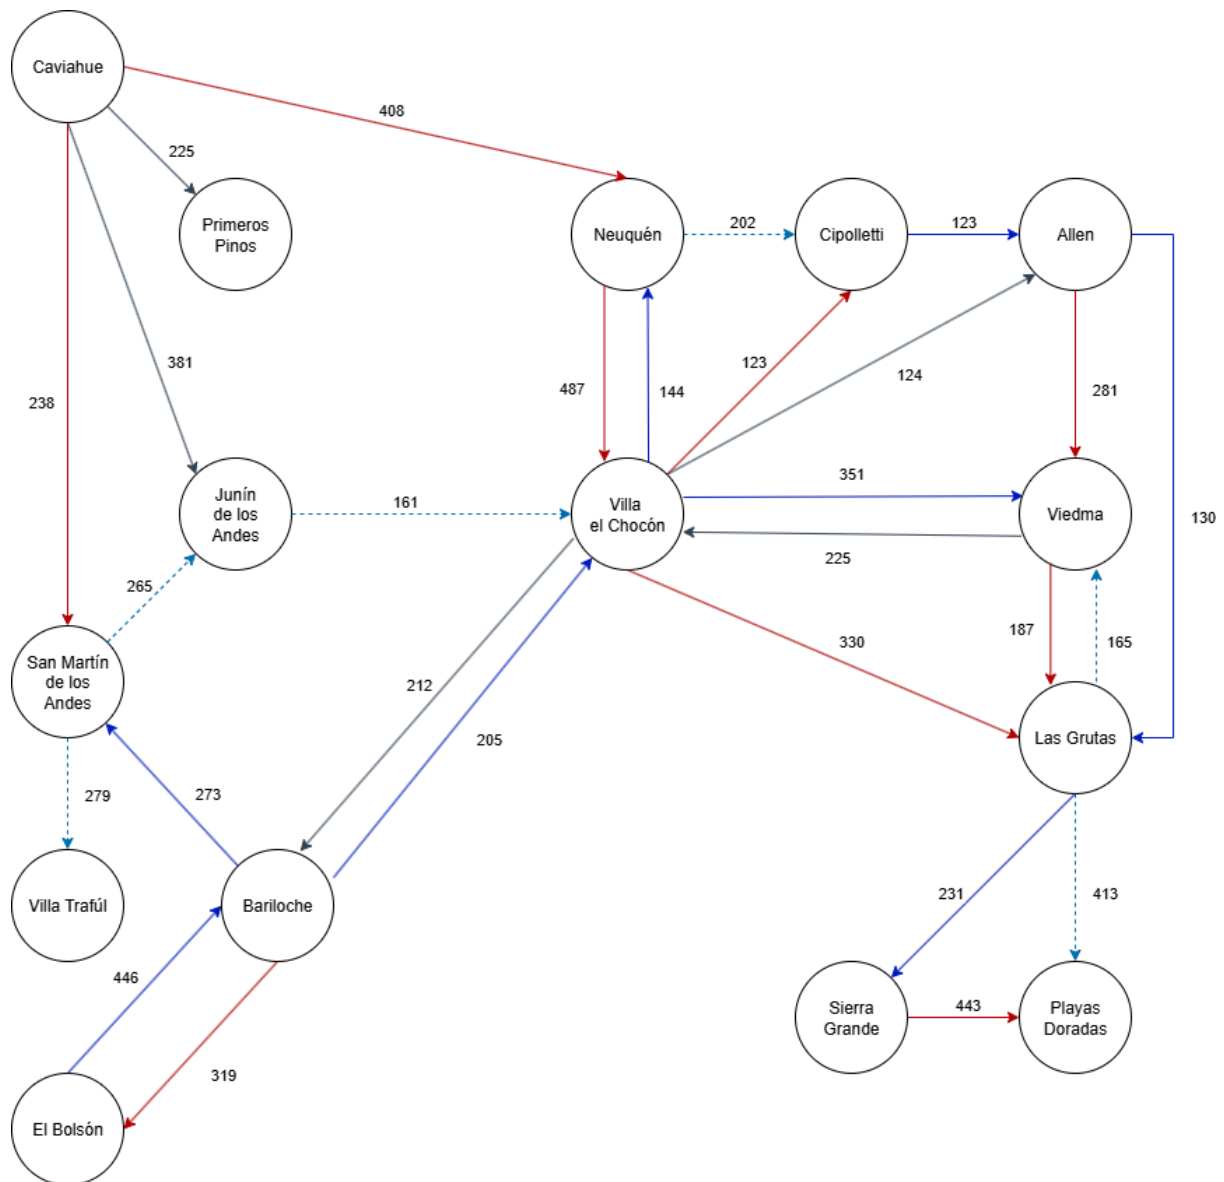 Caviahue
408
225
Primeros
Pinos
Neuquén
202
Cipolletti
123
Allen
381
238
487
144
123
124
281
Junín
de los
Andes
161
Villa
el Chocón
351
225
Viedma
130
265
187
165
San Martín
de los
Andes
330
212
205
Las Grutas
279
273
Villa Trafúl
Bariloche
231
413
446
Sierra
Grande
443
Playas
Doradas
319
El Bolsón